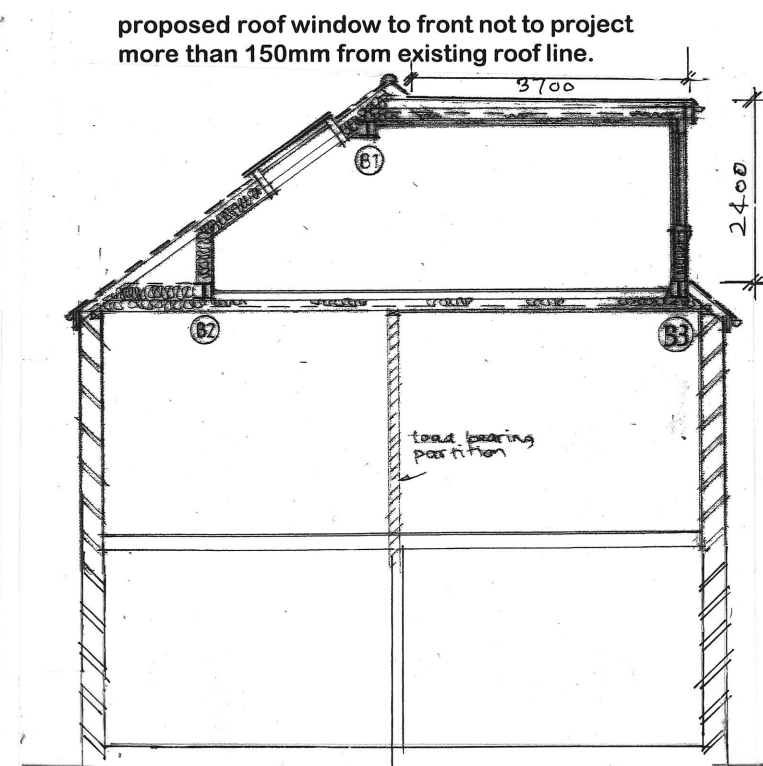 proposed roof window to front not to project
more than 150mm from existing roof line.
3700
B1
2400
B2
B3
load bearing
partition